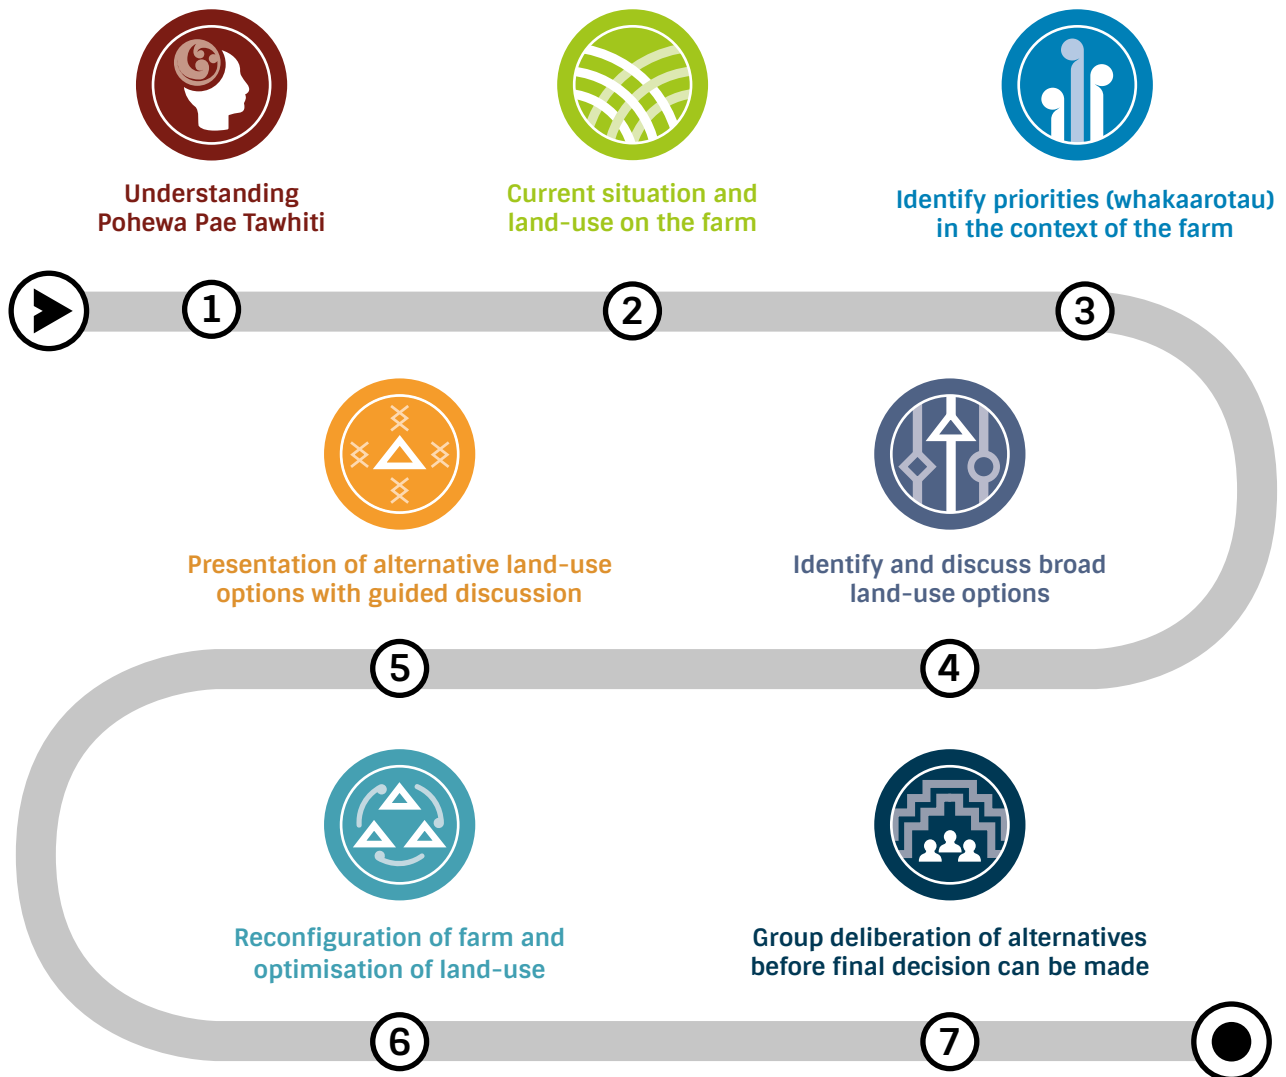 Understanding
Pohewa Pae Tawhiti
Current situation and
land-use on the farm
Identify priorities (whakaarotau)
in the context of the farm
1
2
3
Presentation of alternative land-use
options with guided discussion
Identify and discuss broad
land-use options
5
4
Reconfiguration of farm and
optimisation of land-use
Group deliberation of alternatives
before final decision can be made
6
7